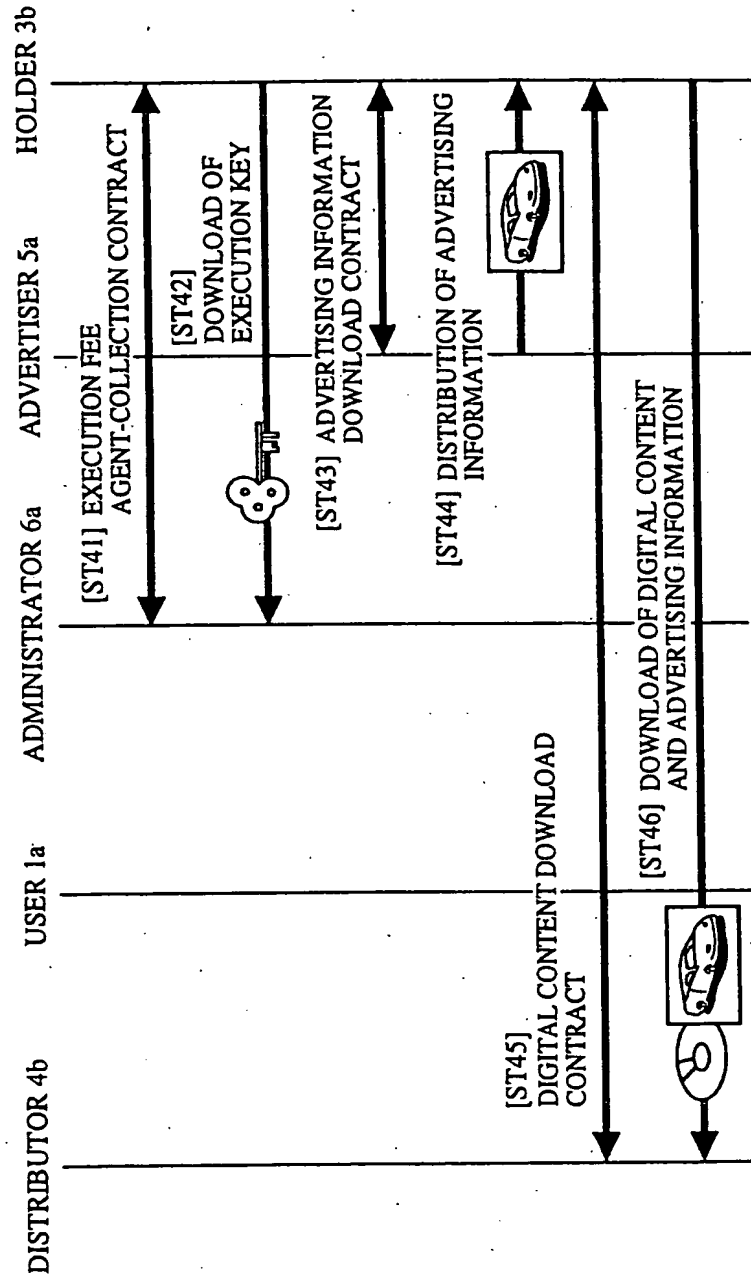 DISTRIBUTOR 4b
USER 1a
ADMINISTRATOR 6a
ADVERTISER 5a
HOLDER 3b
[ST41] EXECUTION FEE
AGENT-COLLECTION CONTRACT
[ST42]
DOWNLOAD OF
EXECUTION KEY
[ST43] ADVERTISING INFORMATION
DOWNLOAD CONTRACT
[ST44] DISTRIBUTION OF ADVERTISING
INFORMATION
[ST45]
DIGITAL CONTENT DOWNLOAD
CONTRACT
[ST46] DOWNLOAD OF DIGITAL CONTENT
AND ADVERTISING INFORMATION